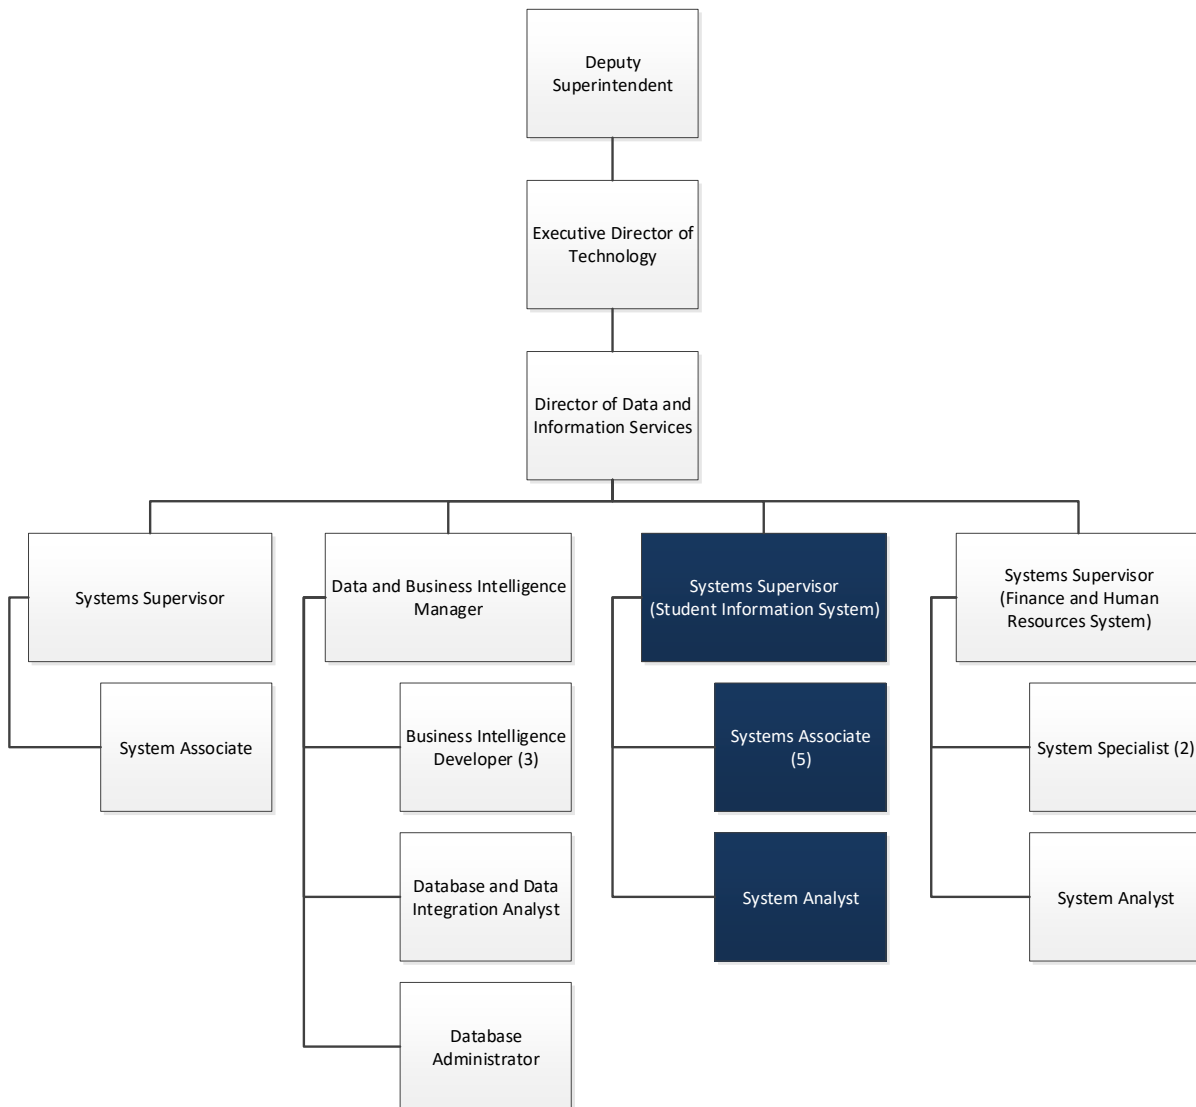 Deputy
Superintendent
Executive Director of
Technology
Director of Data and
Information Services
Systems Supervisor
System Associate
Data and Business Intelligence
Manager
Business Intelligence
Developer (3)
Database and Data
Integration Analyst
Database
Administrator
Systems Supervisor
(Student Information System)
Systems Associate
(5)
System Analyst
Systems Supervisor
(Finance and Human
Resources System)
System Specialist (2)
System Analyst